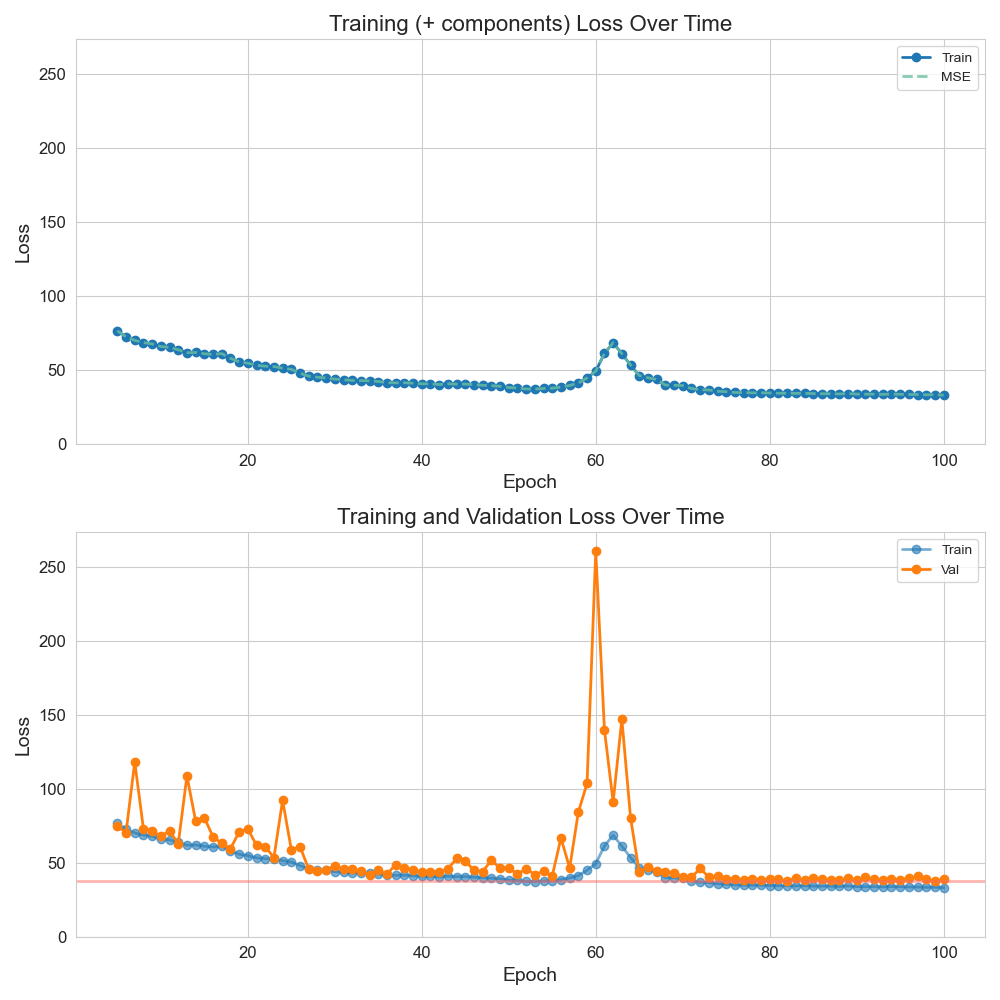 Training (+ components) Loss Over Time
Train
MSE
250
200
150
100
50
0
Loss
20 40 60 80 100
Epoch
Training and Validation Loss Over Time
Train
Val
250
200
150
100
50
0
Loss
20 40 60 80 100
Epoch